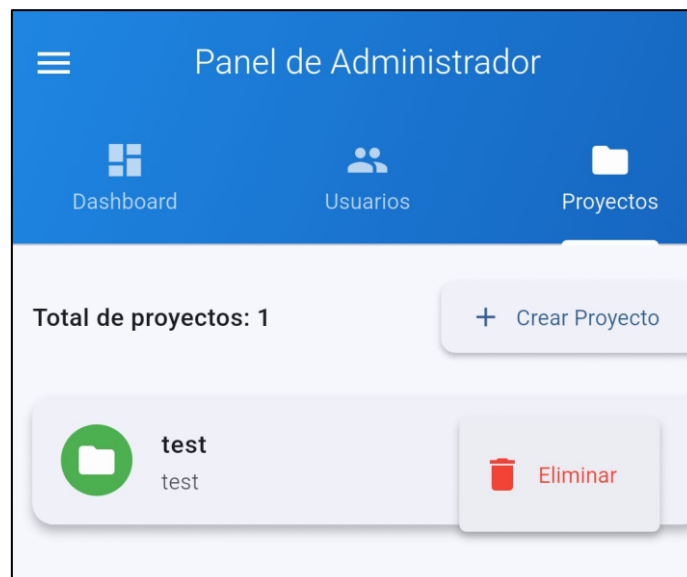 Panel de Administrador
Dashboard
Usuarios
Proyectos
Total de proyectos: 1
+ Crear Proyecto
test
test
Eliminar